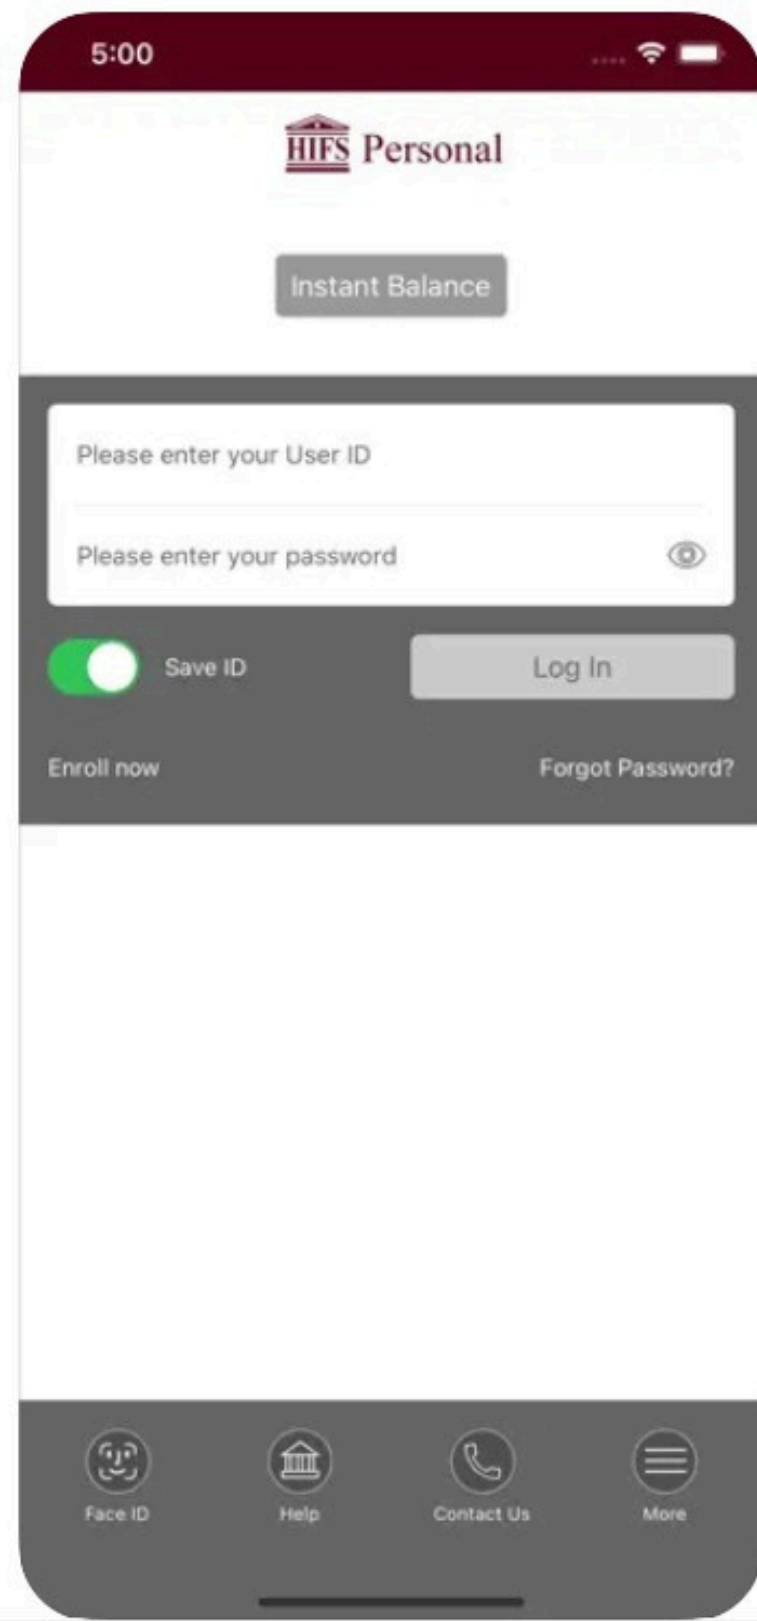 5:00
HIFS Personal
Instant Balance
Please enter your User ID
Please enter your password
Save ID
Log In
Enroll now
Forgot Password?
Face ID
Help
Contact Us
More